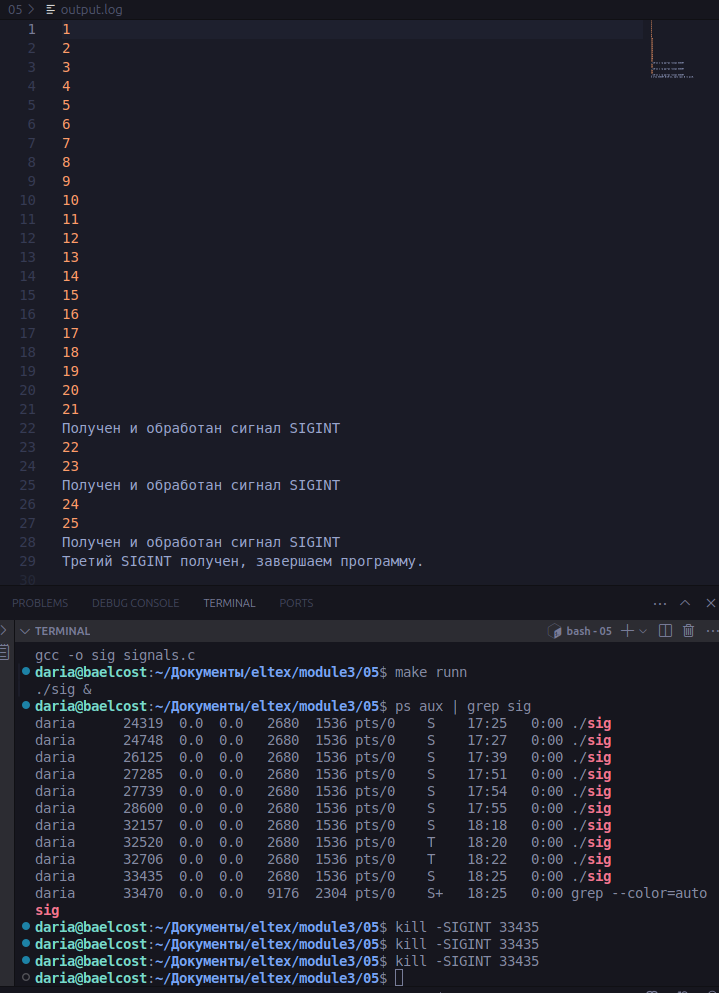 05 > output.log
1 1
2 2
3 3
4 4
5 5
6 6
7 7
8 8
9 9
10 10
11 11
12 12
13 13
14 14
15 15
16 16
17 17
18 18
19 19
20 20
21 21
22 Получен и обработан сигнал SIGINT
23 22
24 23
25 Получен и обработан сигнал SIGINT
26 24
27 25
28 Получен и обработан сигнал SIGINT
29 Третий SIGINT получен, завершаем программу.
30
PROBLEMS DEBUG CONSOLE TERMINAL PORTS
TERMINAL bash - 05
gcc -o sig signals.c
daria@baelcost:~/Документы/eltex/module3/05$ make runn
./sig &
daria@baelcost:~/Документы/eltex/module3/05$ ps aux | grep sig
daria 24319 0.0 0.0 2680 1536 pts/0 S 17:25 0:00 ./sig
daria 24748 0.0 0.0 2680 1536 pts/0 S 17:27 0:00 ./sig
daria 26125 0.0 0.0 2680 1536 pts/0 S 17:39 0:00 ./sig
daria 27285 0.0 0.0 2680 1536 pts/0 S 17:51 0:00 ./sig
daria 27739 0.0 0.0 2680 1536 pts/0 S 17:54 0:00 ./sig
daria 28600 0.0 0.0 2680 1536 pts/0 S 17:55 0:00 ./sig
daria 32157 0.0 0.0 2680 1536 pts/0 S 18:18 0:00 ./sig
daria 32520 0.0 0.0 2680 1536 pts/0 T 18:20 0:00 ./sig
daria 32706 0.0 0.0 2680 1536 pts/0 T 18:22 0:00 ./sig
daria 33435 0.0 0.0 2680 1536 pts/0 S 18:25 0:00 ./sig
daria 33470 0.0 0.0 9176 2304 pts/0 S+ 18:25 0:00 grep --color=auto
sig
daria@baelcost:~/Документы/eltex/module3/05$ kill -SIGINT 33435
daria@baelcost:~/Документы/eltex/module3/05$ kill -SIGINT 33435
daria@baelcost:~/Документы/eltex/module3/05$ kill -SIGINT 33435
daria@baelcost:~/Документы/eltex/module3/05$